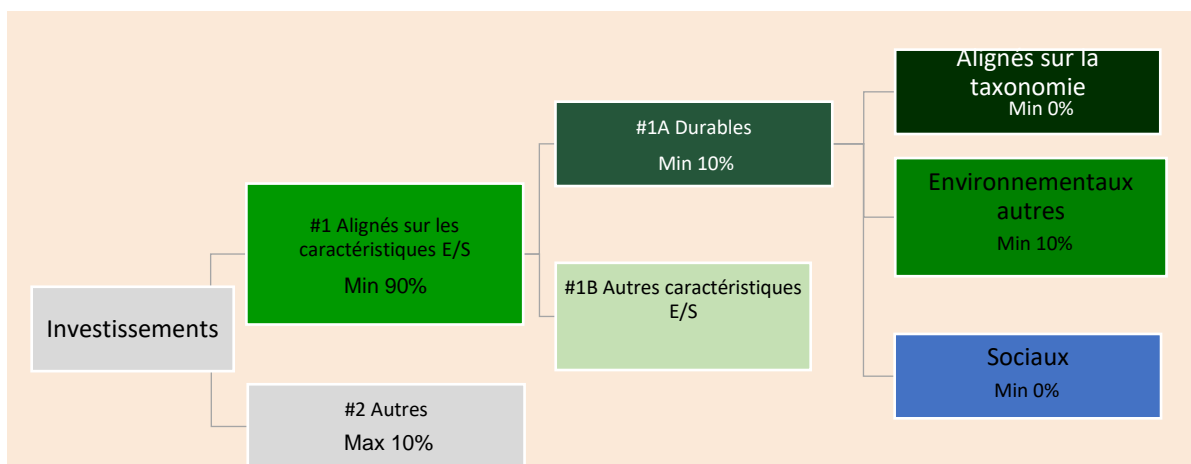 Investissements
#1 Alignés sur les
caractéristiques E/S
Min 90%
#2 Autres
Max 10%
#1A Durables
Min 10%
#1B Autres caractéristiques
E/S
Alignés sur la
taxonomie
Min 0%
Environnementaux
autres
Min 10%
Sociaux
Min 0%